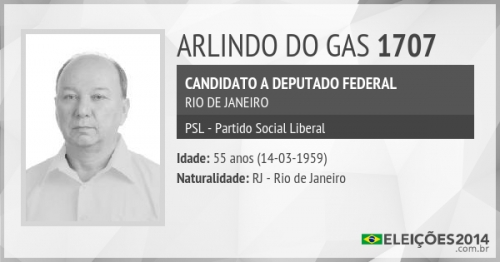 ARLINDO DO GAS 1707
CANDIDATO A DEPUTADO FEDERAL
RIO DE JANEIRO
PSL - Partido Social Liberal
Idade: 55 anos (14-03-1959)
Naturalidade: RJ - Rio de Janeiro
ELEIÇÕES2014
.com.br